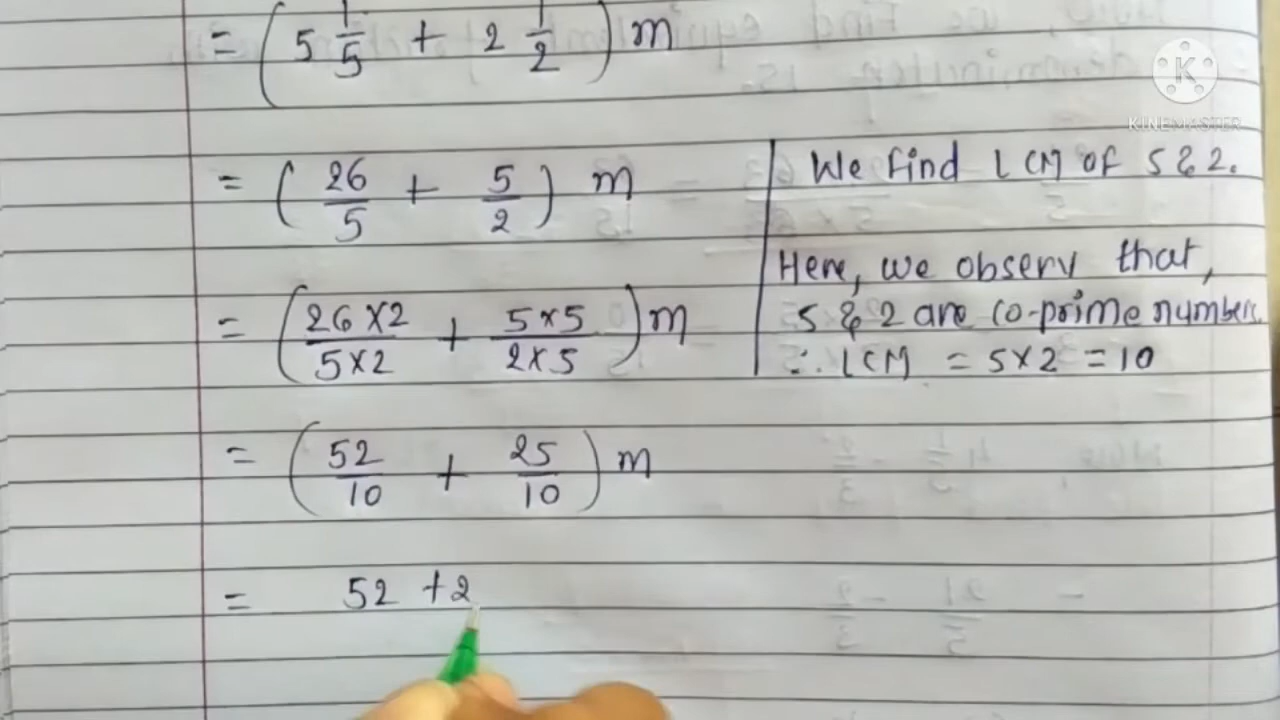 = (5 1/5 + 2 1/2) m
= (26/5 + 5/2) m
We find LCM of 5 & 2.
Here, we observe that,
5 & 2 are co-prime number.
∴ LCM = 5×2 = 10
= (26×2/5×2 + 5×5/2×5) m
= (52/10 + 25/10) m
= 52 + 2
KINEMASTER